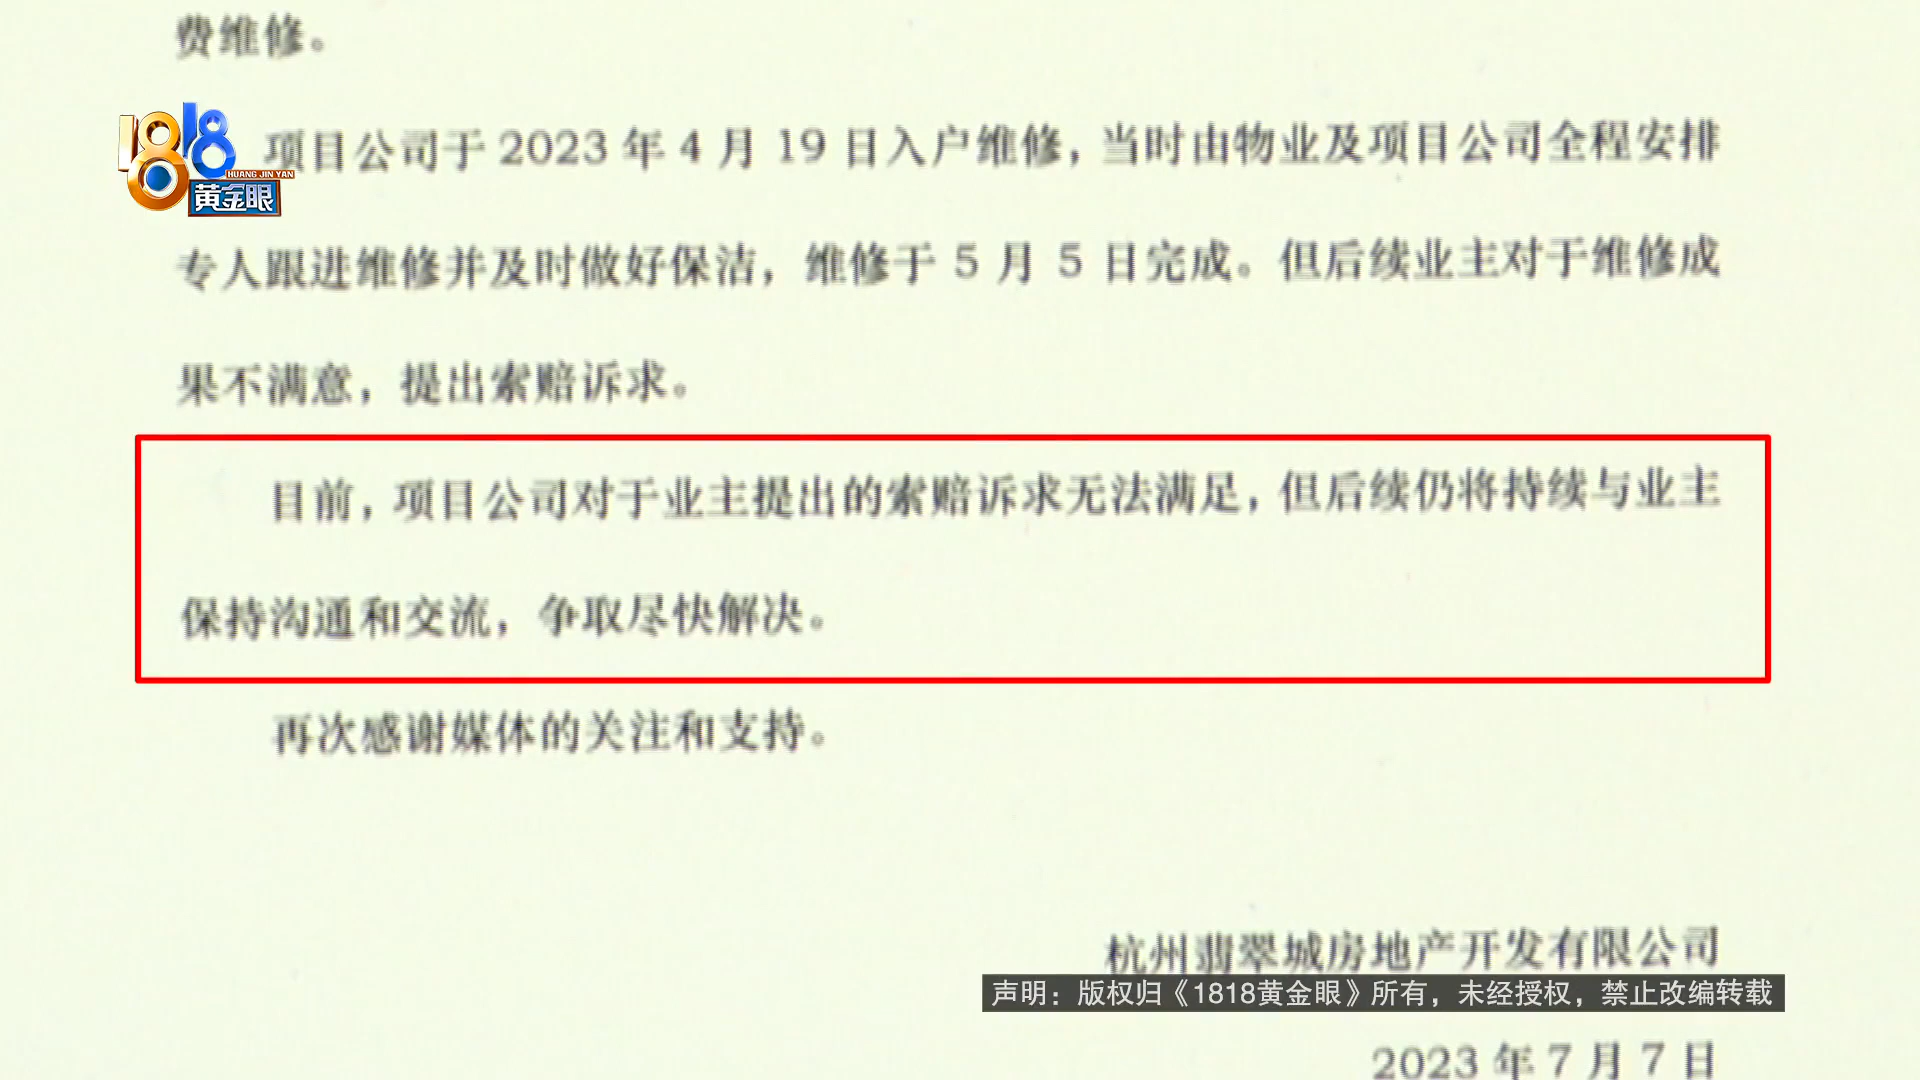 费维修。
1818
HUANG JIN YAN
黄金眼
项目公司于 2023 年 4 月 19 日入户维修，当时由物业及项目公司全程安排
专人跟进维修并及时做好保洁，维修于 5 月 5 日完成。但后续业主对于维修成
果不满意，提出索赔诉求。
目前，项目公司对于业主提出的索赔诉求无法满足，但后续仍将持续与业主
保持沟通和交流，争取尽快解决。
再次感谢媒体的关注和支持。
杭州翡翠城房地产开发有限公司
声明：版权归《1818黄金眼》所有，未经授权，禁止改编转载
2023 年 7 月 7 日